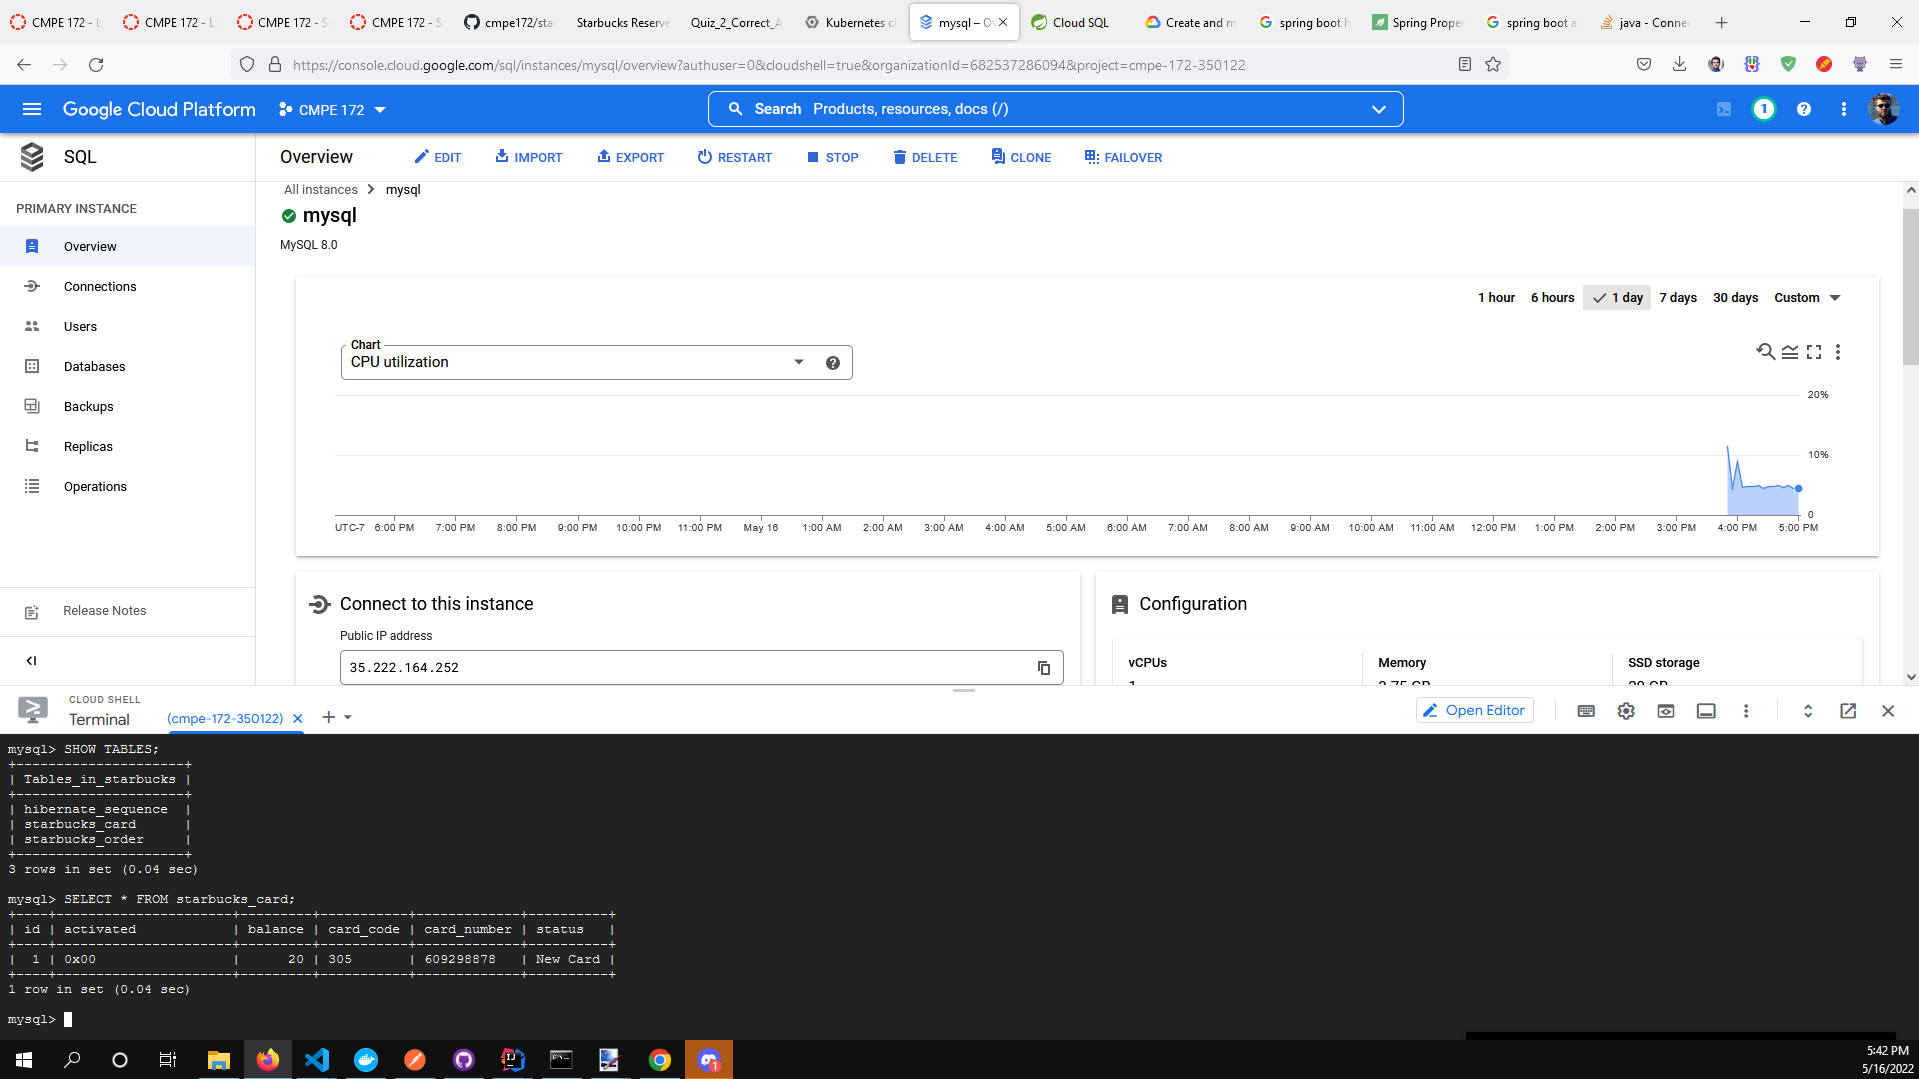 CMPE 172 - L
CMPE 172 - L
CMPE 172 - S
CMPE 172 - S
cmpe172/sta
Starbucks Reserve
Quiz_2_Correct_A
Kubernetes cl
mysql – Ov
Cloud SQL
Create and m
spring boot h
Spring Prope
spring boot a
java - Connec
https://console.cloud.google.com/sql/instances/mysql/overview?authuser=0&cloudshell=true&organizationId=682537286094&project=cmpe-172-350122
Google Cloud Platform
CMPE 172
Search Products, resources, docs (/)
1
SQL
Overview
EDIT
IMPORT
EXPORT
RESTART
STOP
DELETE
CLONE
FAILOVER
PRIMARY INSTANCE
Overview
Connections
Users
Databases
Backups
Replicas
Operations
Release Notes
All instances > mysql
mysql
MySQL 8.0
1 hour 6 hours 1 day 7 days 30 days Custom
Chart
CPU utilization
20%
10%
0
UTC-7 6:00 PM 7:00 PM 8:00 PM 9:00 PM 10:00 PM 11:00 PM May 16 1:00 AM 2:00 AM 3:00 AM 4:00 AM 5:00 AM 6:00 AM 7:00 AM 8:00 AM 9:00 AM 10:00 AM 11:00 AM 12:00 PM 1:00 PM 2:00 PM 3:00 PM 4:00 PM 5:00 PM
Connect to this instance
Public IP address
35.222.164.252
Configuration
vCPUs Memory SSD storage
CLOUD SHELL
Terminal
(cmpe-172-350122)
Open Editor
mysql> SHOW TABLES;
+----------------------+
| Tables_in_starbucks |
+----------------------+
| hibernate_sequence |
| starbucks_card |
| starbucks_order |
+----------------------+
3 rows in set (0.04 sec)
mysql> SELECT * FROM starbucks_card;
+----+----------------------+---------+-----------+-------------+----------+
| id | activated | balance | card_code | card_number | status |
+----+----------------------+---------+-----------+-------------+----------+
| 1 | 0x00 | 20 | 305 | 609298878 | New Card |
+----+----------------------+---------+-----------+-------------+----------+
1 row in set (0.04 sec)
mysql>
5:42 PM
5/16/2022